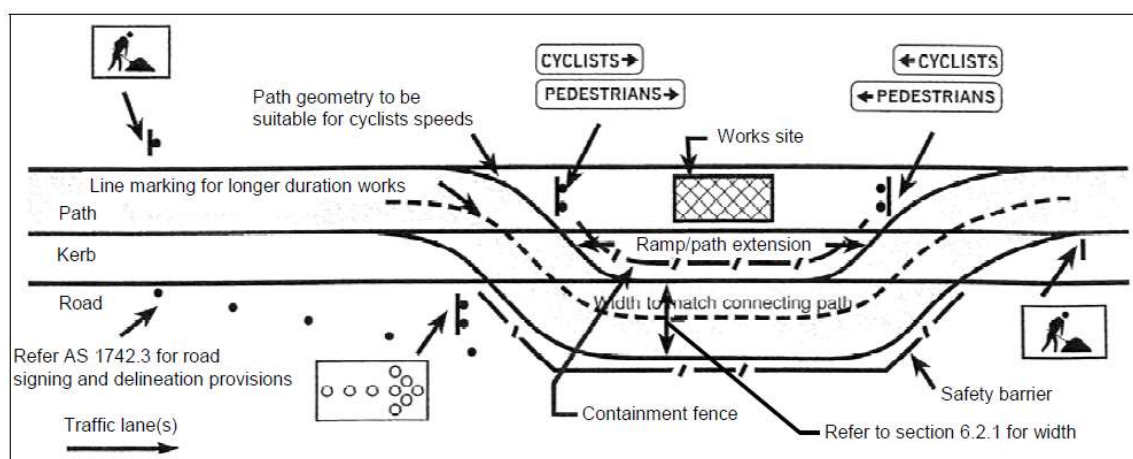 CYCLISTS→
PEDESTRIANS→
←CYCLISTS
←PEDESTRIANS
Path geometry to be
suitable for cyclists speeds
Works site
Line marking for longer duration works
Path
Ramp/path extension
Kerb
Road
Width to match connecting path
Refer AS 1742.3 for road
signing and delineation provisions
Safety barrier
Containment fence
Traffic lane(s)
Refer to section 6.2.1 for width